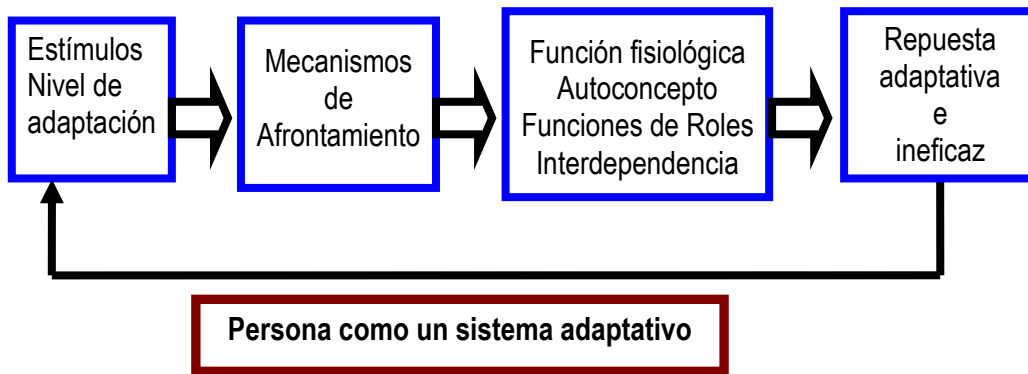 Estímulos
Nivel de
adaptación
Mecanismos
de
Afrontamiento
Función fisiológica
Autoconcepto
Funciones de Roles
Interdependencia
Repuesta
adaptativa
e
ineficaz
Persona como un sistema adaptativo